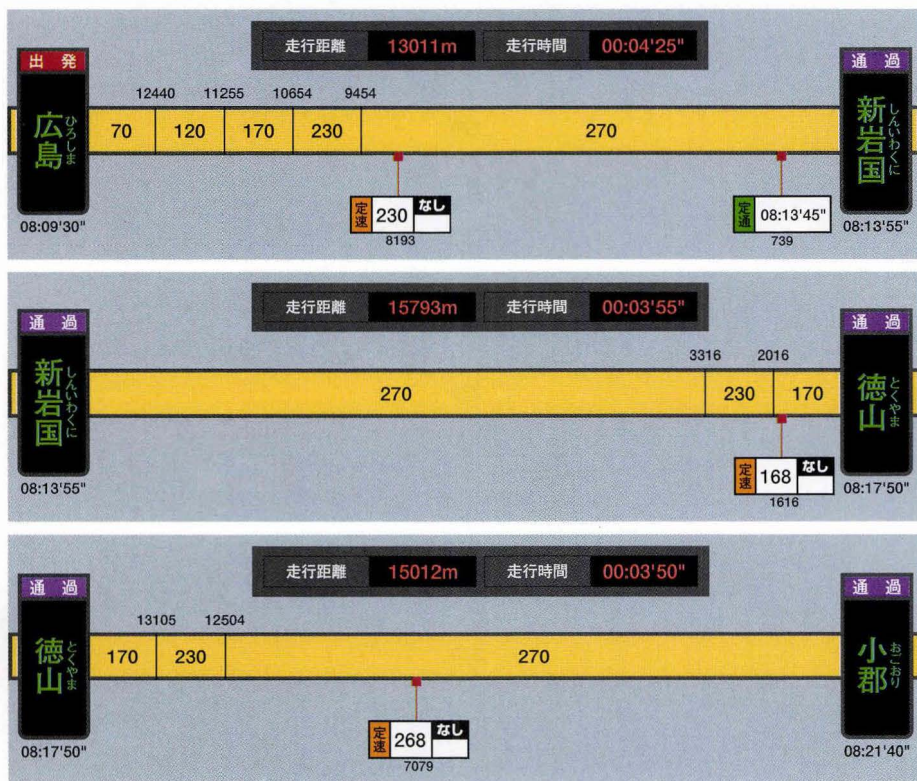 走行距離 13011m 走行時間 00:04'25"
出発
広島 ひろしま
08:09'30"
12440 11255 10654 9454
70 120 170 230 270
定速 230 なし
8193
定通 08:13'45"
739
通過
新岩国 しんいわくに
08:13'55"
走行距離 15793m 走行時間 00:03'55"
通過
新岩国 しんいわくに
08:13'55"
3316 2016
270 230 170
定速 168 なし
1616
通過
徳山 とくやま
08:17'50"
走行距離 15012m 走行時間 00:03'50"
通過
徳山 とくやま
08:17'50"
13105 12504
170 230 270
定速 268 なし
7079
通過
小郡 おごおり
08:21'40"